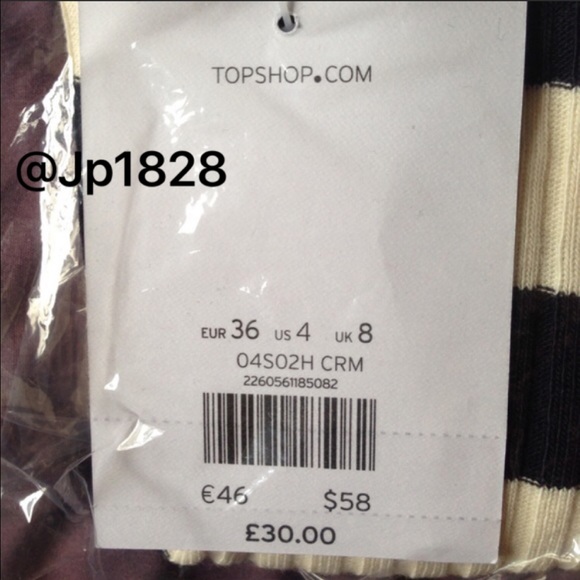 TOPSHOP.COM
@Jp1828
EUR 36 US 4 UK 8
04S02H CRM
2260561185082
€46 $58
£30.00